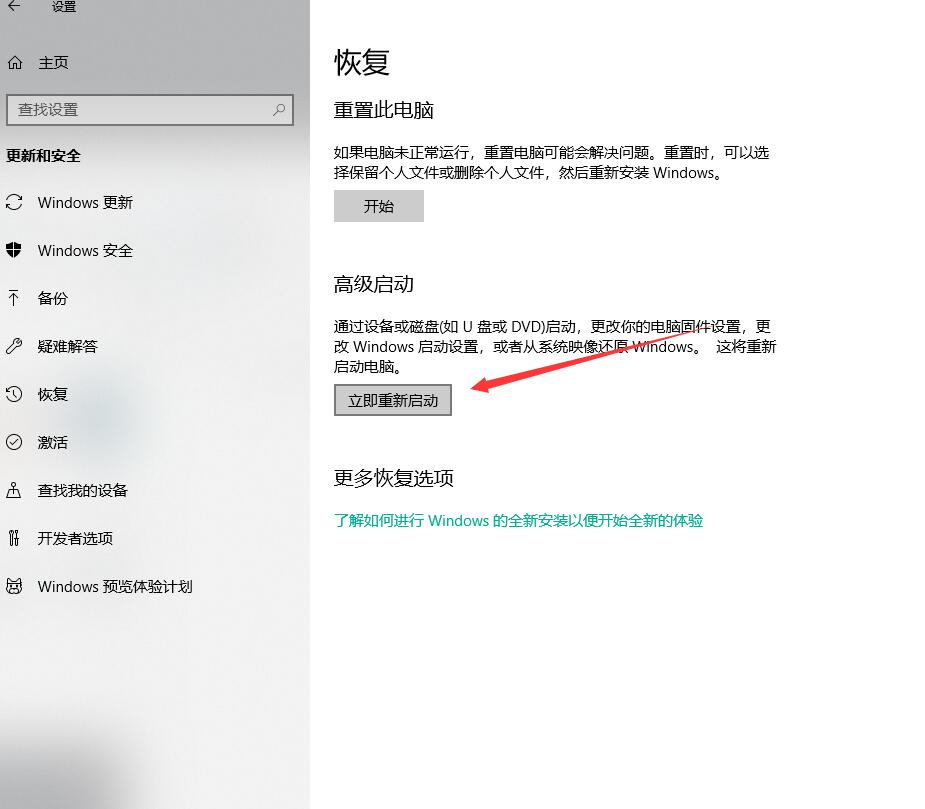 设置
主页
查找设置
更新和安全
Windows 更新
Windows 安全
备份
疑难解答
恢复
激活
查找我的设备
开发者选项
Windows 预览体验计划
恢复
重置此电脑
如果电脑未正常运行，重置电脑可能会解决问题。重置时，可以选
择保留个人文件或删除个人文件，然后重新安装 Windows。
开始
高级启动
通过设备或磁盘(如 U 盘或 DVD)启动，更改你的电脑固件设置，更
改 Windows 启动设置，或者从系统映像还原 Windows。 这将重新
启动电脑。
立即重新启动
更多恢复选项
了解如何进行 Windows 的全新安装以便开始全新的体验